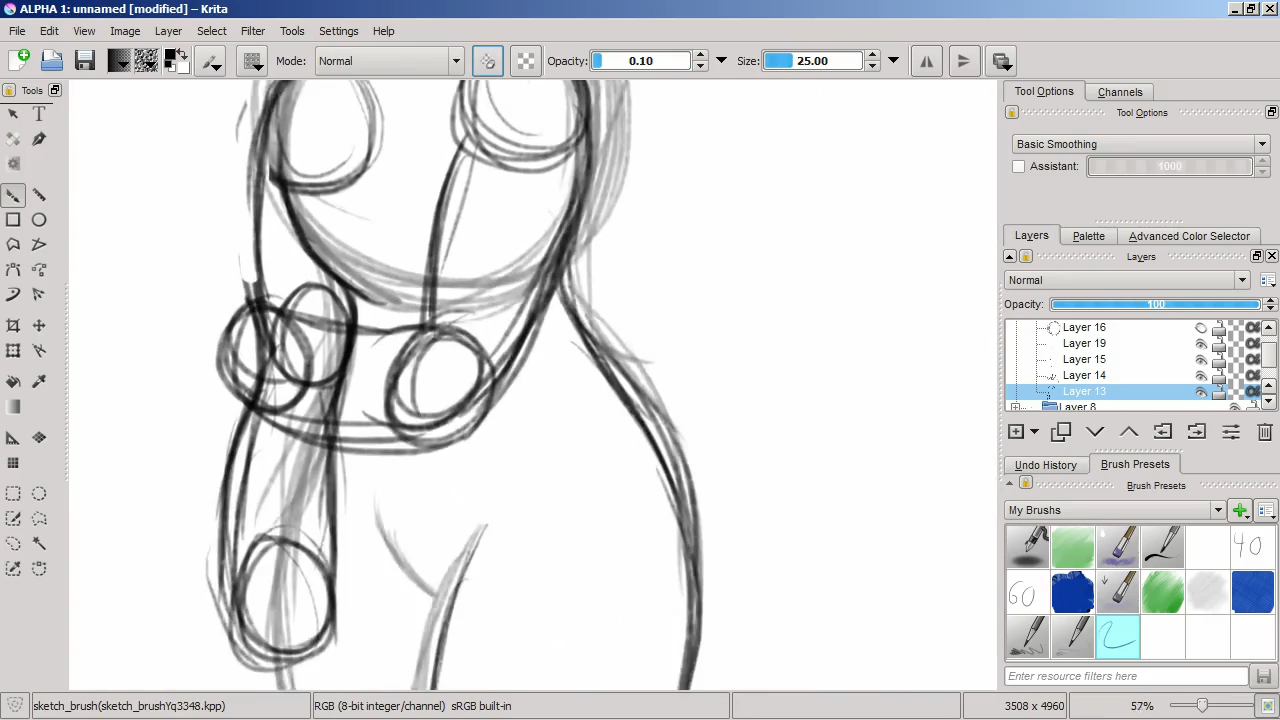 ALPHA 1: unnamed [modified] - Krita
File Edit View Image Layer Select Filter Tools Settings Help
Mode: Normal Opacity: 0.10 Size: 25.00
Tools
Tool Options Channels
Tool Options
Basic Smoothing
Assistant: 1000
Layers Palette Advanced Color Selector
Layers
Normal
Opacity: 100
Layer 16
Layer 19
Layer 15
Layer 14
Layer 13
Layer 8
Undo History Brush Presets
Brush Presets
My Brushes
40
60
Enter resource filters here
sketch_brush(sketch_brushYq3348.kpp) RGB (8-bit integer/channel) sRGB built-in 3508 x 4960 57%